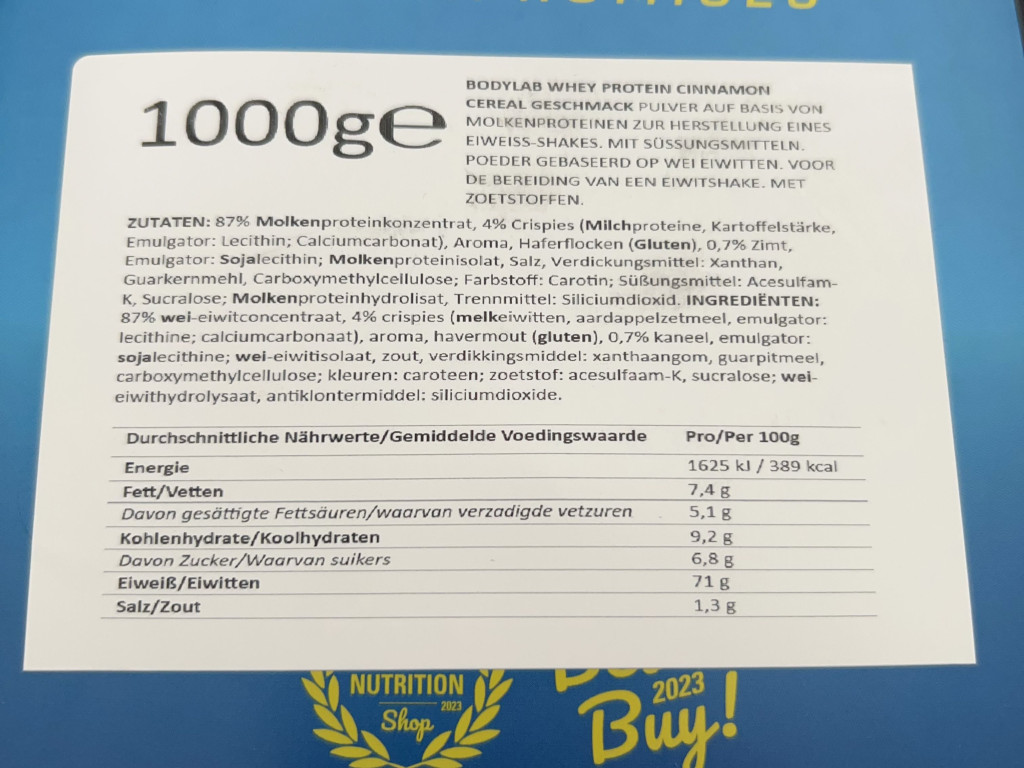 1000g℮
BODYLAB WHEY PROTEIN CINNAMON
CEREAL GESCHMACK PULVER AUF BASIS VON
MOLKENPROTEINEN ZUR HERSTELLUNG EINES
EIWEISS-SHAKES. MIT SÜSSUNGSMITTELN.
POEDER GEBASEERD OP WEI EIWITTEN. VOOR
DE BEREIDING VAN EEN EIWITSHAKE. MET
ZOETSTOFFEN.
ZUTATEN: 87% Molkenproteinkonzentrat, 4% Crispies (Milchproteine, Kartoffelstärke,
Emulgator: Lecithin; Calciumcarbonat), Aroma, Haferflocken (Gluten), 0,7% Zimt,
Emulgator: Sojalecithin; Molkenproteinisolat, Salz, Verdickungsmittel: Xanthan,
Guarkernmehl, Carboxymethylcellulose; Farbstoff: Carotin; Süßungsmittel: Acesulfam-
K, Sucralose; Molkenproteinhydrolisat, Trennmittel: Siliciumdioxid. INGREDIËNTEN:
87% wei-eiwitconcentraat, 4% crispies (melkeiwitten, aardappelzetmeel, emulgator:
lecithine; calciumcarbonaat), aroma, havermout (gluten), 0,7% kaneel, emulgator:
sojalecithine; wei-eiwitisolaat, zout, verdikkingsmiddel: xanthaangom, guarpitmeel,
carboxymethylcellulose; kleuren: caroteen; zoetstof: acesulfaam-K, sucralose; wei-
eiwithydrolysaat, antiklontermiddel: siliciumdioxide.
Durchschnittliche Nährwerte/Gemiddelde Voedingswaarde Pro/Per 100g
Energie 1625 kJ / 389 kcal
Fett/Vetten 7,4 g
Davon gesättigte Fettsäuren/waarvan verzadigde vetzuren 5,1 g
Kohlenhydrate/Koolhydraten 9,2 g
Davon Zucker/Waarvan suikers 6,8 g
Eiweiß/Eiwitten 71 g
Salz/Zout 1,3 g
NUTRITION
2023
Shop
2023
Buy!